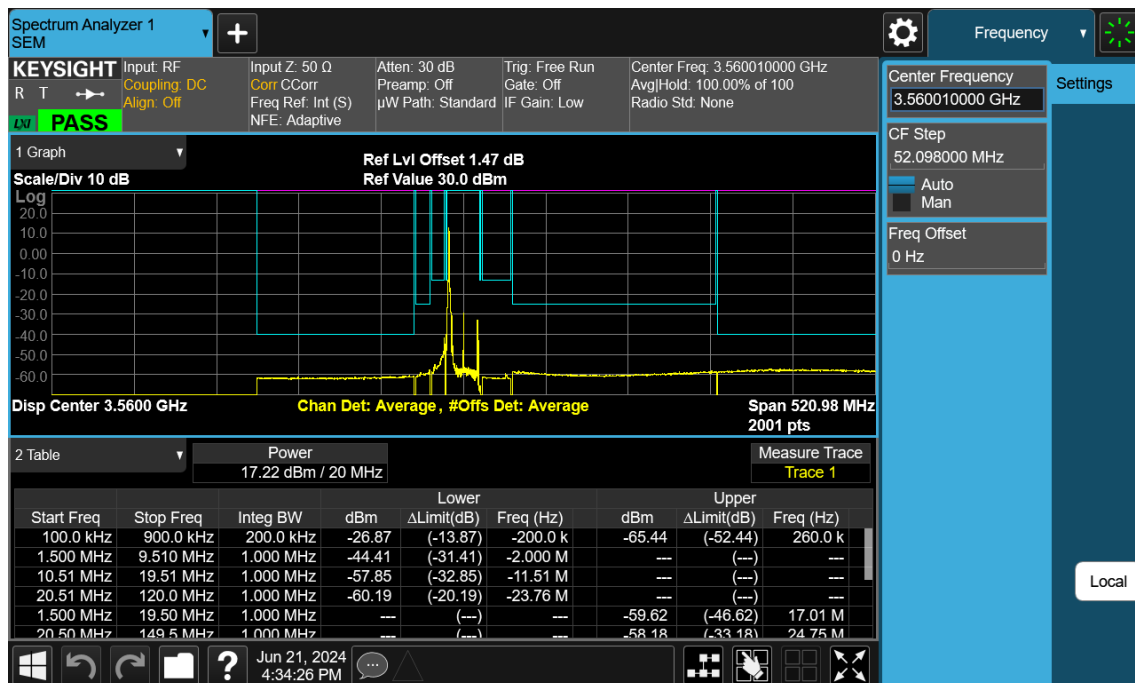 Spectrum Analyzer 1
SEM
Frequency
KEYSIGHT
R T
LXI PASS
Input: RF
Coupling: DC
Align: Off
Input Z: 50 Ω
Corr CCorr
Freq Ref: Int (S)
NFE: Adaptive
Atten: 30 dB
Preamp: Off
µW Path: Standard
Trig: Free Run
Gate: Off
IF Gain: Low
Center Freq: 3.560010000 GHz
Avg|Hold: 100.00% of 100
Radio Std: None
Center Frequency
3.560010000 GHz
Settings
CF Step
52.098000 MHz
Auto
Man
Freq Offset
0 Hz
1 Graph
Ref Lvl Offset 1.47 dB
Scale/Div 10 dB Ref Value 30.0 dBm
Log
20.0
10.0
0.00
-10.0
-20.0
-30.0
-40.0
-50.0
-60.0
Disp Center 3.5600 GHz Chan Det: Average , #Offs Det: Average Span 520.98 MHz
2001 pts
2 Table
Power
17.22 dBm / 20 MHz
Measure Trace
Trace 1
Lower Upper
Start Freq Stop Freq Integ BW dBm ΔLimit(dB) Freq (Hz) dBm ΔLimit(dB) Freq (Hz)
100.0 kHz 900.0 kHz 200.0 kHz -26.87 (-13.87) -200.0 k -65.44 (-52.44) 260.0 k
1.500 MHz 9.510 MHz 1.000 MHz -44.41 (-31.41) -2.000 M --- (---) ---
10.51 MHz 19.51 MHz 1.000 MHz -57.85 (-32.85) -11.51 M --- (---) ---
20.51 MHz 120.0 MHz 1.000 MHz -60.19 (-20.19) -23.76 M --- (---) ---
1.500 MHz 19.50 MHz 1.000 MHz --- (---) --- -59.62 (-46.62) 17.01 M
20.50 MHz 149.5 MHz 1.000 MHz --- (---) --- -58.18 (-33.18) 24.75 M
Local
?
Jun 21, 2024
4:34:26 PM